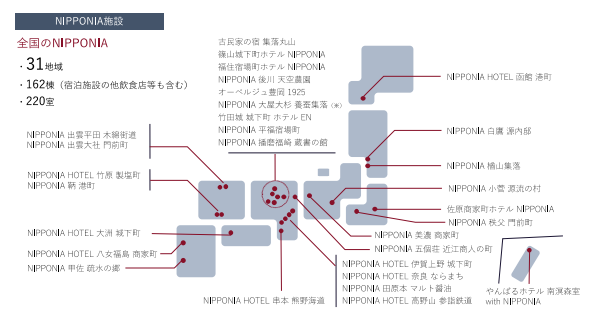 NIPPONIA施設
全国のNIPPONIA
・31地域
・162棟（宿泊施設の他飲食店等も含む）
・220室
古民家の宿 集落丸山
篠山城下町ホテル NIPPONIA
福住宿場町ホテル NIPPONIA
NIPPONIA 後川 天空農園
オーベルジュ豊岡 1925
NIPPONIA 大屋大杉 養蚕集落（※）
竹田城 城下町 ホテル EN
NIPPONIA 平福宿場町
NIPPONIA 播磨福崎 蔵書の館
NIPPONIA HOTEL 函館 港町
NIPPONIA 出雲平田 木綿街道
NIPPONIA 出雲大社 門前町
NIPPONIA 白鷹 源内邸
NIPPONIA 楢山集落
NIPPONIA HOTEL 竹原 製塩町
NIPPONIA 鞆 港町
NIPPONIA 小菅 源流の村
佐原商家町ホテル NIPPONIA
NIPPONIA 秩父 門前町
NIPPONIA HOTEL 大洲 城下町
NIPPONIA 美濃 商家町
NIPPONIA 五個荘 近江商人の町
NIPPONIA HOTEL 八女福島 商家町
NIPPONIA 甲佐 疏水の郷
NIPPONIA HOTEL 伊賀上野 城下町
NIPPONIA HOTEL 奈良 ならまち
NIPPONIA 田原本 マルト醤油
NIPPONIA HOTEL 高野山 参詣鉄道
NIPPONIA HOTEL 串本 熊野海道
やんばるホテル 南溟森室
with NIPPONIA